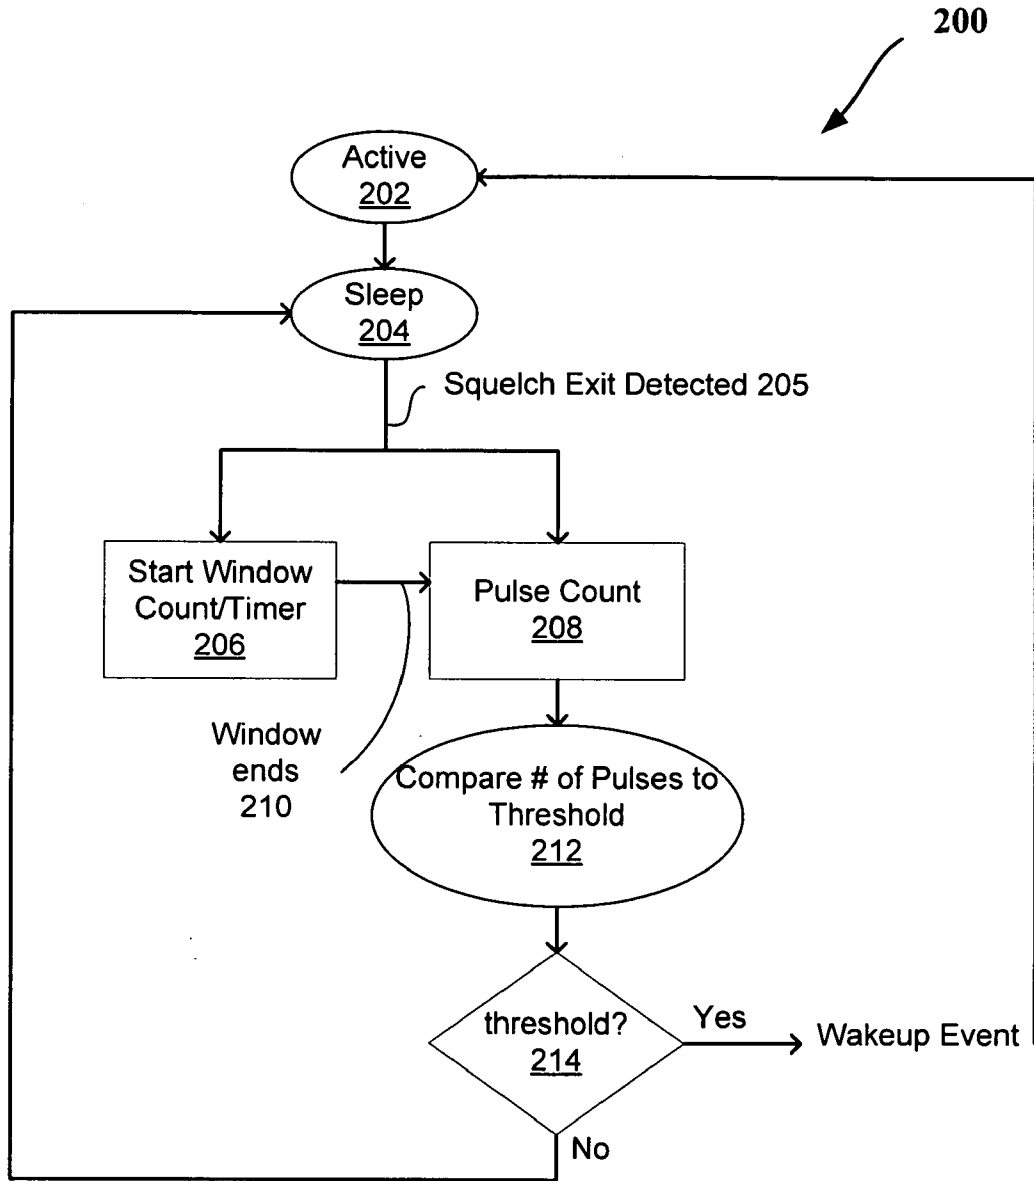 200
Active
202
Sleep
204
Squelch Exit Detected 205
Start Window
Count/Timer
206
Pulse Count
208
Window
ends
210
Compare # of Pulses to
Threshold
212
threshold?
214
Yes
Wakeup Event
No